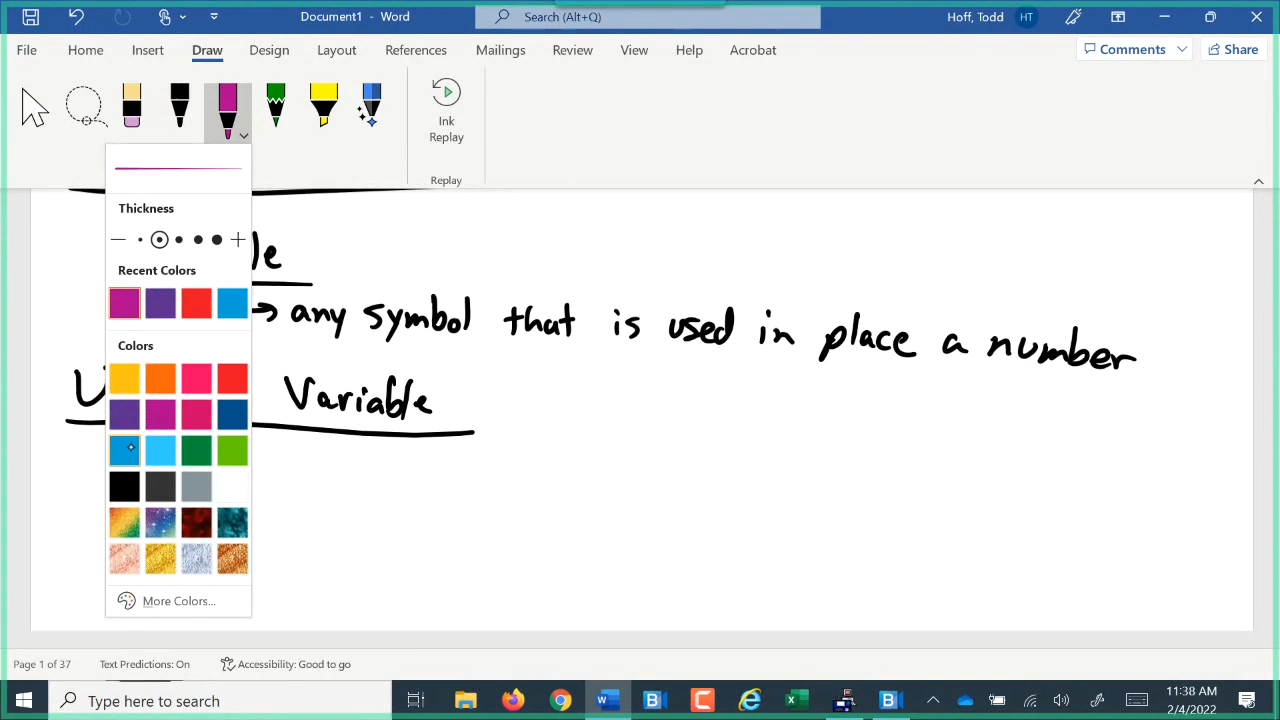 Document1 - Word
Search (Alt+Q)
Hoff, Todd
HT
File Home Insert Draw Design Layout References Mailings Review View Help Acrobat
Comments
Share
Ink
Replay
Replay
Thickness
Recent Colors
Colors
More Colors...
le
→ any symbol that is used in place a number
U Variable
Page 1 of 37
Text Predictions: On
Accessibility: Good to go
Type here to search
11:38 AM
2/4/2022